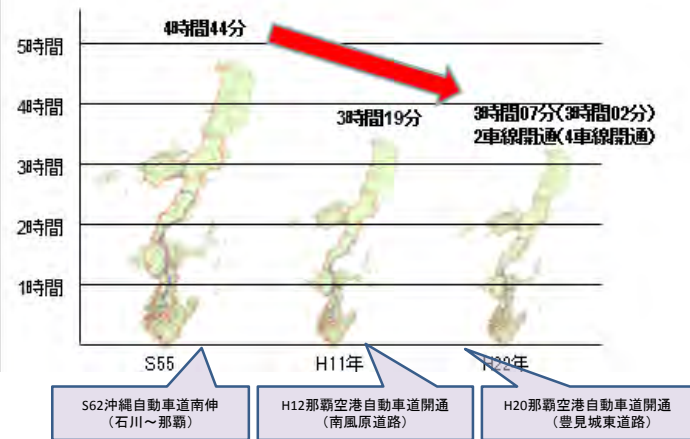 4時間44分
5時間
4時間
3時間19分
3時間07分(3時間02分)
2車線開通(4車線開通)
3時間
2時間
1時間
S55
H11年
H22年
S62沖縄自動車道南伸
(石川～那覇)
H12那覇空港自動車道開通
(南風原道路)
H20那覇空港自動車道開通
(豊見城東道路)